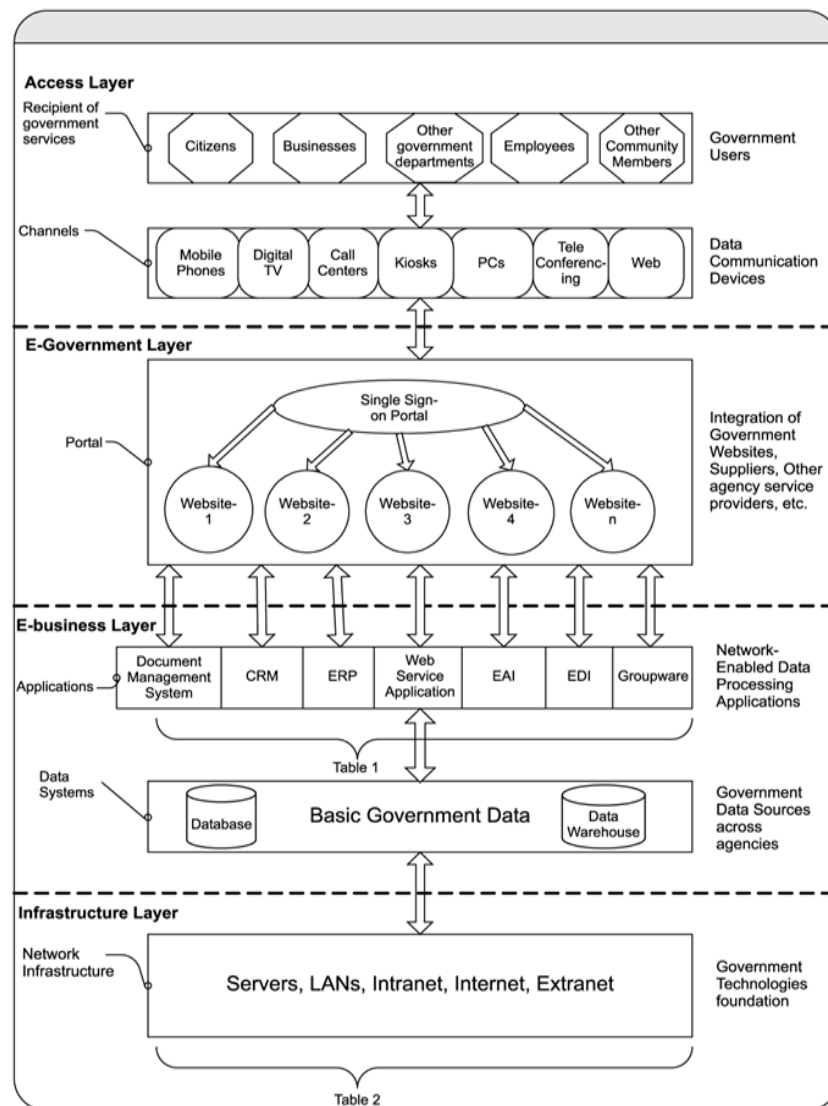 Access Layer
Recipient of
government
services
Citizens
Businesses
Other
government
departments
Employees
Other
Community
Members
Government
Users
Channels
Mobile
Phones
Digital
TV
Call
Centers
Kiosks
PCs
Tele
Conferenc-
ing
Web
Data
Communication
Devices
E-Government Layer
Portal
Single Sign-
on Portal
Website-
1
Website-
2
Website-
3
Website-
4
Website-
n
Integration of
Government
Websites,
Suppliers, Other
agency service
providers, etc.
E-business Layer
Applications
Document
Management
System
CRM
ERP
Web
Service
Application
EAI
EDI
Groupware
Network-
Enabled Data
Processing
Applications
Table 1
Data
Systems
Database
Basic Government Data
Data
Warehouse
Government
Data Sources
across
agencies
Infrastructure Layer
Network
Infrastructure
Servers, LANs, Intranet, Internet, Extranet
Government
Technologies
foundation
Table 2